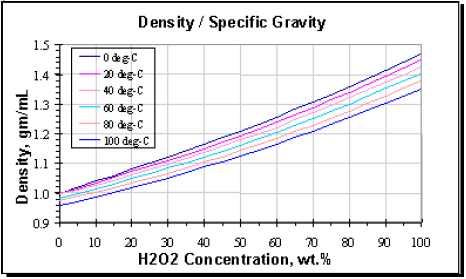 Density / Specific Gravity
Density, gm/mL
1.5
1.4
1.3
1.2
1.1
1.0
0.9
0 deg-C
20 deg-C
40 deg-C
60 deg-C
80 deg-C
100 deg-C
0 10 20 30 40 50 60 70 80 90 100
H2O2 Concentration, wt.%